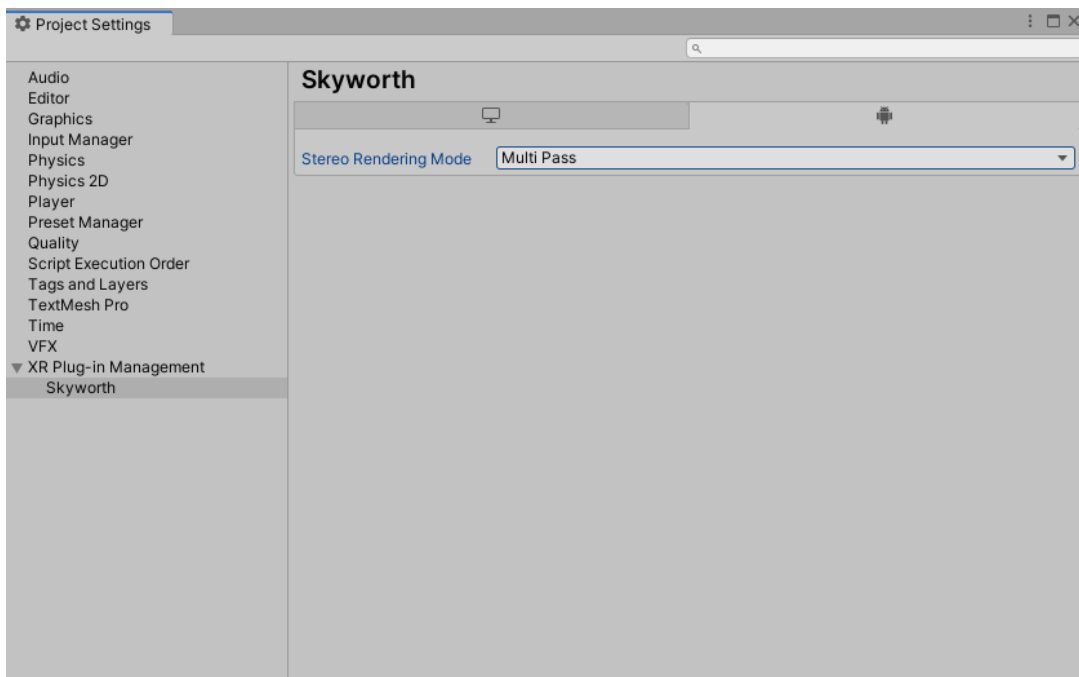 Project Settings
Audio
Editor
Graphics
Input Manager
Physics
Physics 2D
Player
Preset Manager
Quality
Script Execution Order
Tags and Layers
TextMesh Pro
Time
VFX
XR Plug-in Management
Skyworth
Skyworth
Stereo Rendering Mode
Multi Pass